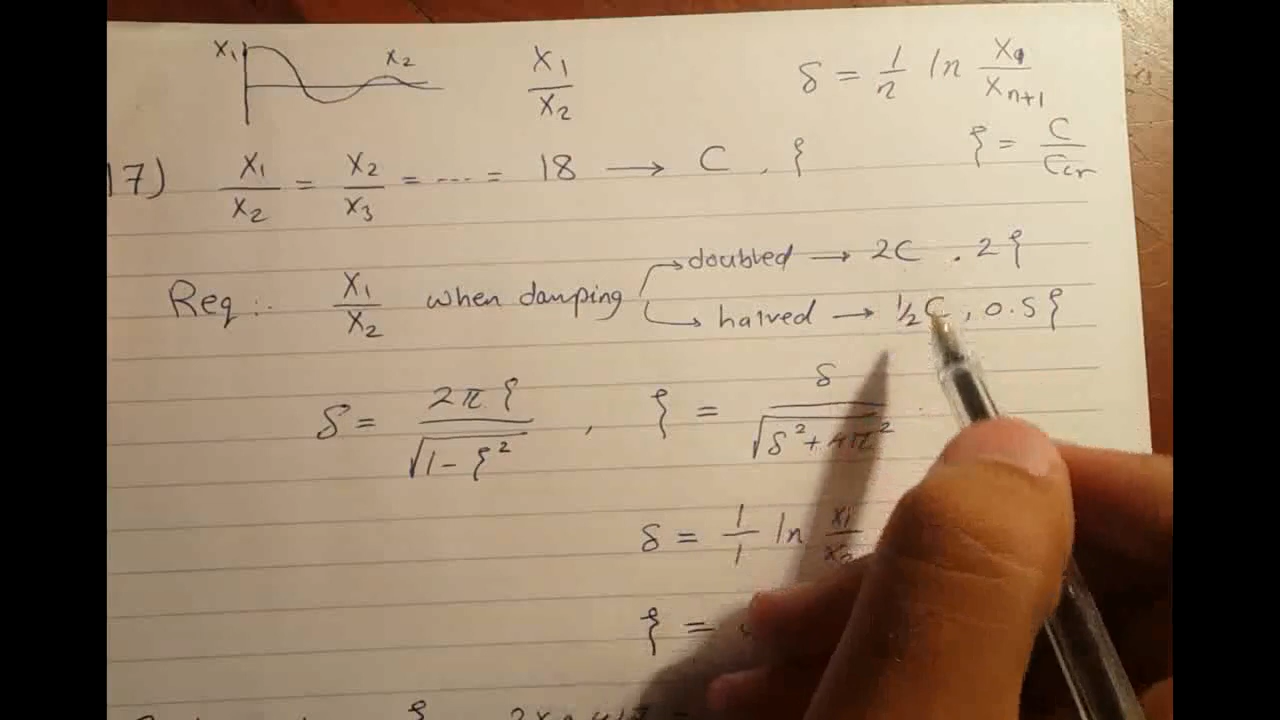 x₁ x₂ x₁/x₂ δ = 1/n ln x₁/xₙ₊₁
ξ = C/Ccr
17) x₁/x₂ = x₂/x₃ = ---- = 18 → C , ξ
doubled → 2C . 2ξ
Req :- x₁/x₂ when damping
halved → ½C , 0.5ξ
δ = 2πξ/√(1-ξ²) , ξ = δ/√(δ²+4π²)
δ = 1/1 ln x₁/x₂
ξ =